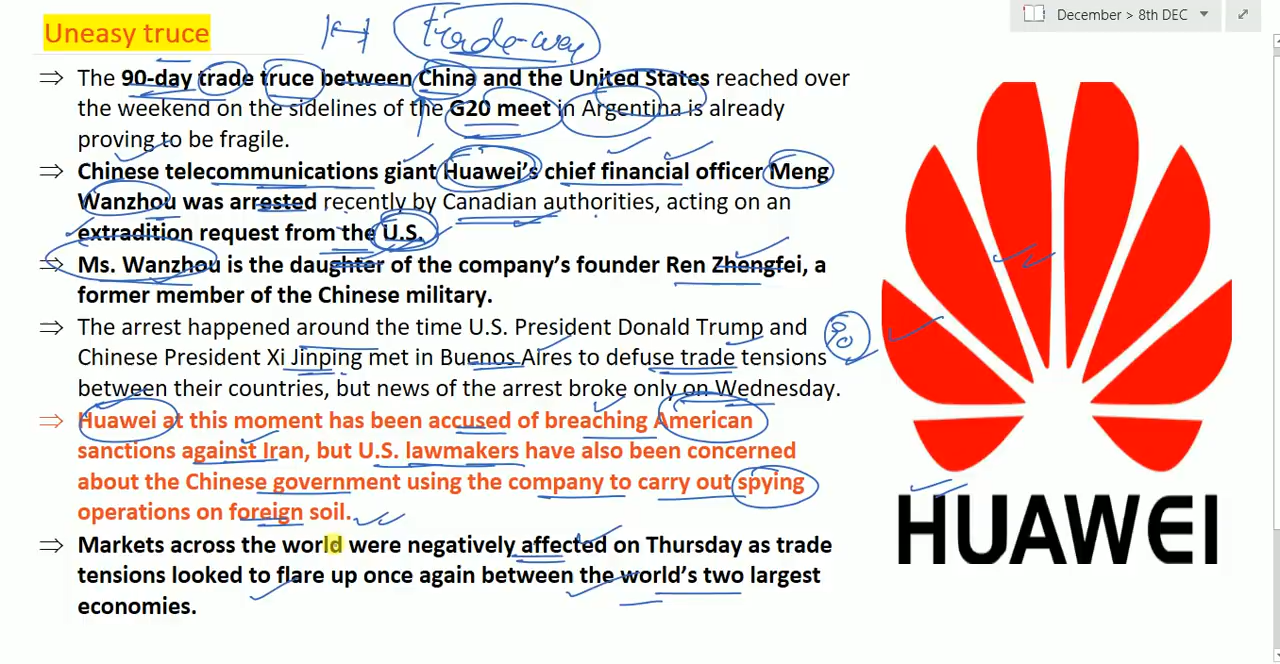 December > 8th DEC
Uneasy truce
trade-way
⇒ The 90-day trade truce between China and the United States reached over
the weekend on the sidelines of the G20 meet in Argentina is already
proving to be fragile.
⇒ Chinese telecommunications giant Huawei's chief financial officer Meng
Wanzhou was arrested recently by Canadian authorities, acting on an
extradition request from the U.S.
⇒ Ms. Wanzhou is the daughter of the company's founder Ren Zhengfei, a
former member of the Chinese military.
⇒ The arrest happened around the time U.S. President Donald Trump and
Chinese President Xi Jinping met in Buenos Aires to defuse trade tensions
between their countries, but news of the arrest broke only on Wednesday.
90
⇒ Huawei at this moment has been accused of breaching American
sanctions against Iran, but U.S. lawmakers have also been concerned
about the Chinese government using the company to carry out spying
operations on foreign soil.
⇒ Markets across the world were negatively affected on Thursday as trade
tensions looked to flare up once again between the world's two largest
economies.
HUAWEI